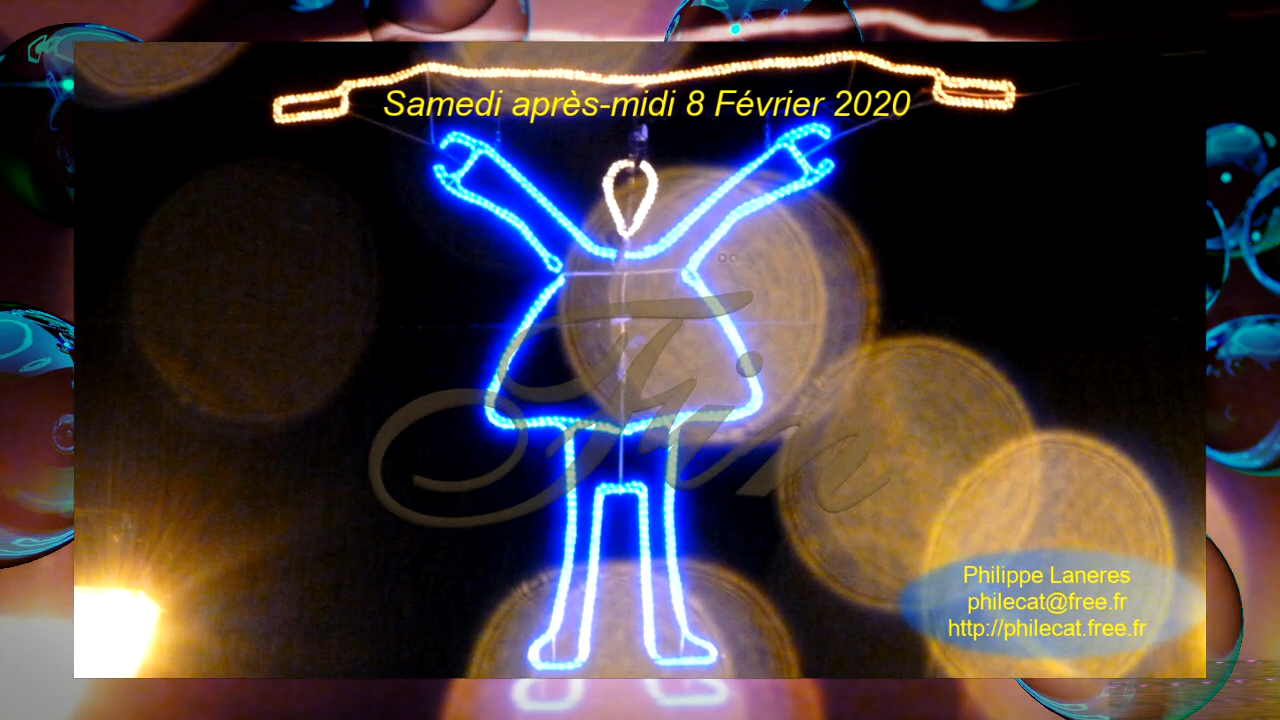 Samedi après-midi 8 Février 2020
Fin
Philippe Laneres
philecat@free.fr
http://philecat.free.fr